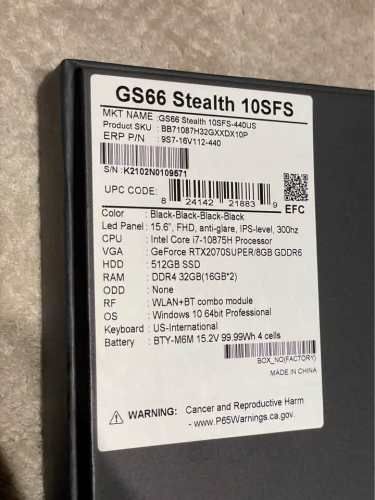 GS66 Stealth 10SFS
MKT NAME: GS66 Stealth 10SFS-440US
Product SKU : BB71087H32GXXDX10P
ERP P/N : 9S7-16V112-440
S/N: K2102N0109571
UPC CODE: 8 24142 21883 9
EFC
Color : Black-Black-Black-Black
Led Panel : 15.6", FHD, anti-glare, IPS-level, 300hz
CPU : Intel Core i7-10875H Processor
VGA : GeForce RTX2070SUPER/8GB GDDR6
HDD : 512GB SSD
RAM : DDR4 32GB(16GB*2)
ODD : None
RF : WLAN+BT combo module
OS : Windows 10 64bit Professional
Keyboard : US-International
Battery : BTY-M6M 15.2V 99.99Wh 4 cells
BOX_NO(FACTORY)
MADE IN CHINA
WARNING: Cancer and Reproductive Harm
- www.P65Warnings.ca.gov.